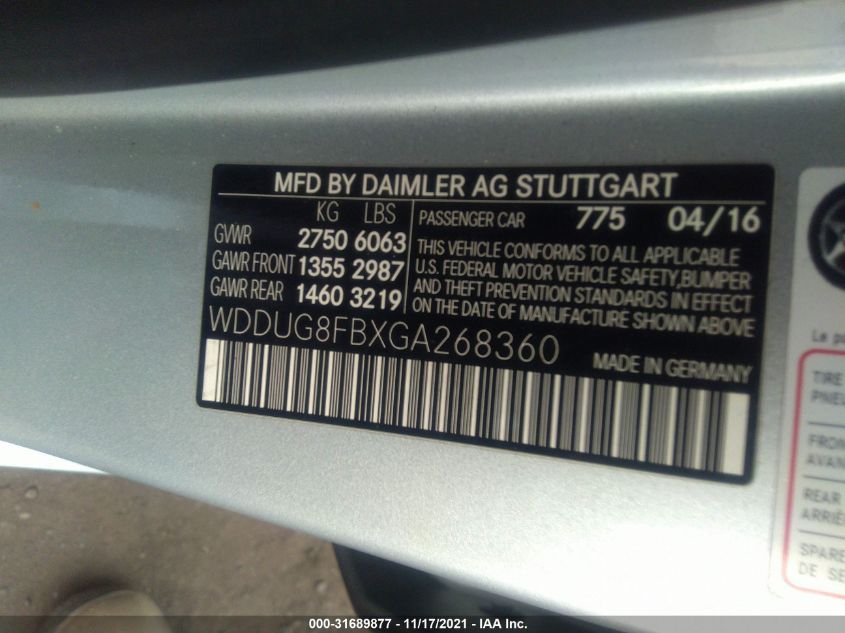 MFD BY DAIMLER AG STUTTGART
KG LBS
GVWR 2750 6063
GAWR FRONT 1355 2987
GAWR REAR 1460 3219
PASSENGER CAR 775 04/16
THIS VEHICLE CONFORMS TO ALL APPLICABLE
U.S. FEDERAL MOTOR VEHICLE SAFETY, BUMPER
AND THEFT PREVENTION STANDARDS IN EFFECT
ON DATE OF MANUFACTURE SHOWN ABOVE
WDDUG8FBXGA268360
MADE IN GERMANY
Le
TIRE
FRON
AVAN
REAR
ARRIÈ
SPARE
DE SE
000-31689877 - 11/17/2021 - IAA Inc.